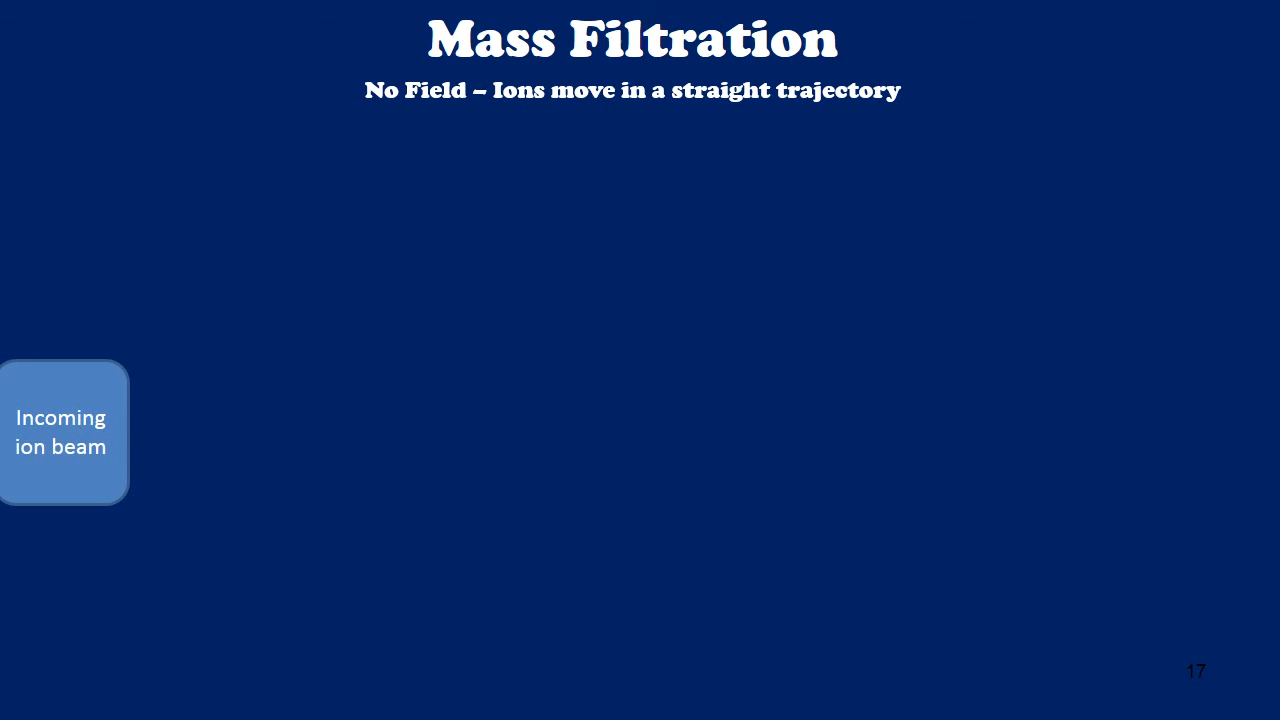 Mass Filtration
No Field – Ions move in a straight trajectory
Incoming
ion beam
17